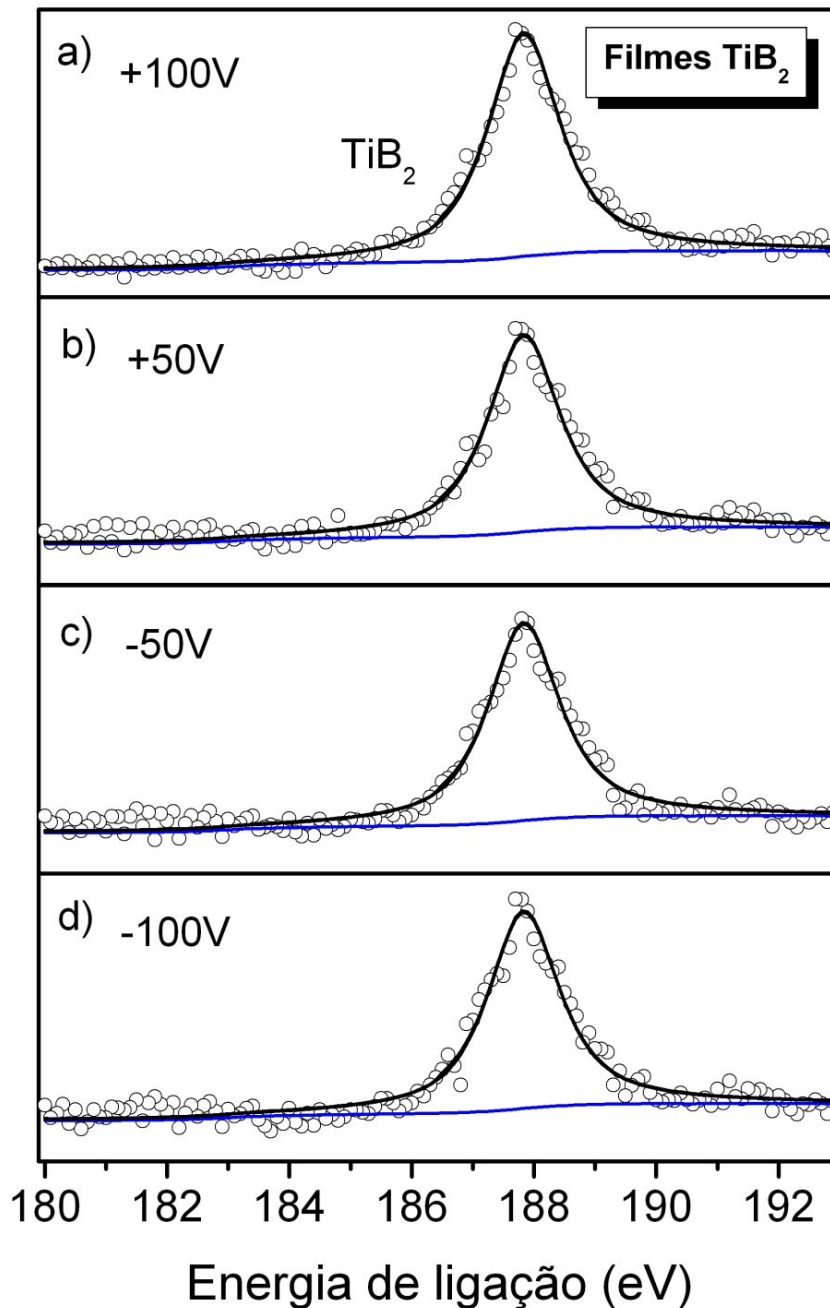 a)
+100V
Filmes TiB₂
TiB₂
b)
+50V
c)
-50V
d)
-100V
180 182 184 186 188 190 192
Energia de ligação (eV)